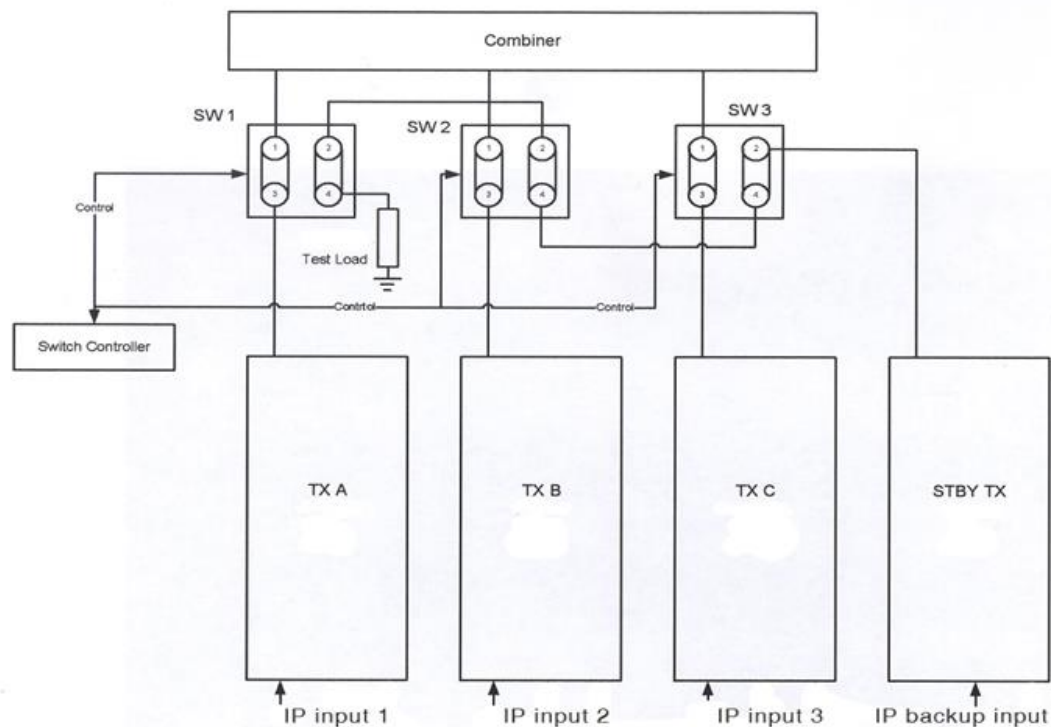 Combiner
SW 1
SW 2
SW 3
1
2
3
4
1
2
3
4
1
2
3
4
Control
Test Load
Contrtol
Control
Switch Controller
TX A
TX B
TX C
STBY TX
IP input 1
IP input 2
IP input 3
IP backup input